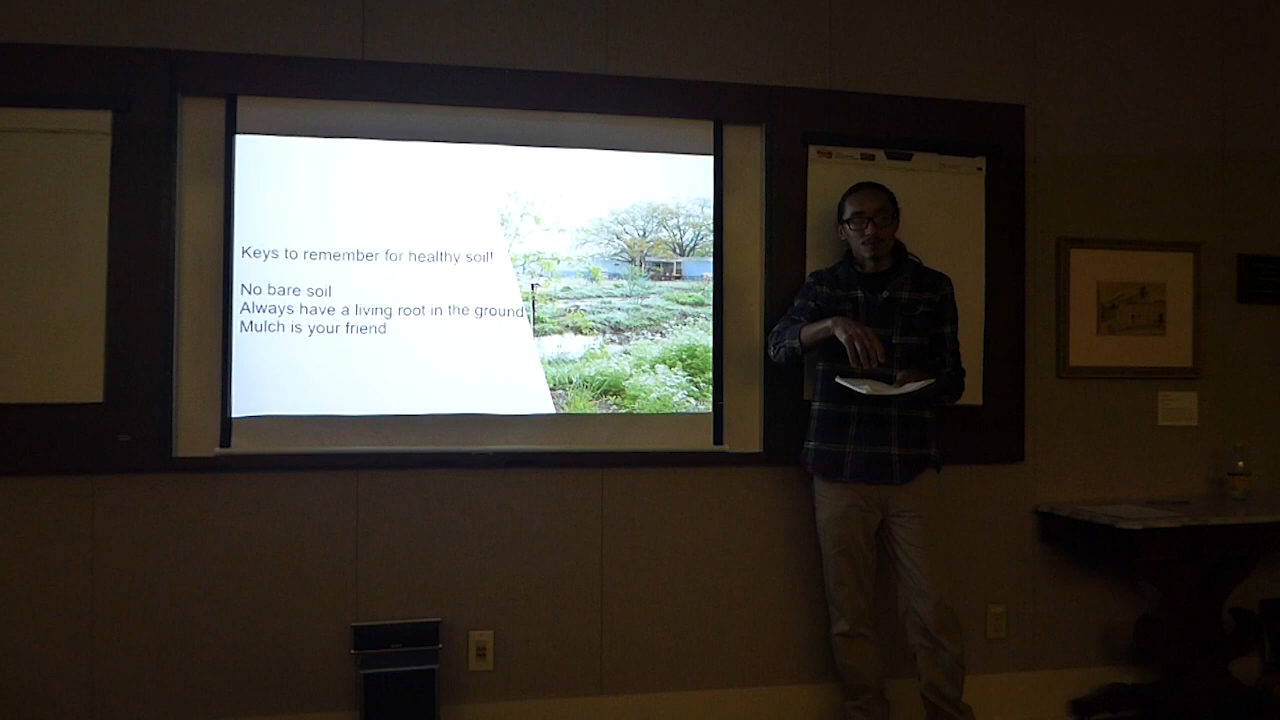 Keys to remember for healthy soil!
No bare soil
Always have a living root in the ground
Mulch is your friend